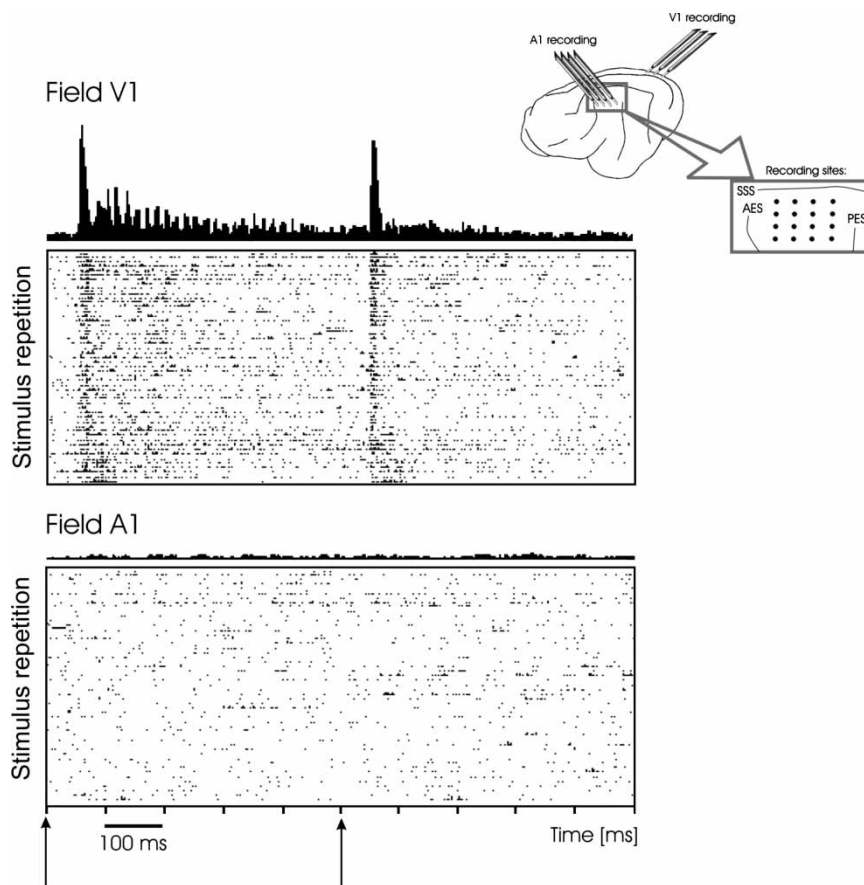 V1 recording
A1 recording
Field V1
Recording sites:
SSS
AES
PES
Stimulus repetition
Field A1
Stimulus repetition
100 ms
Time [ms]